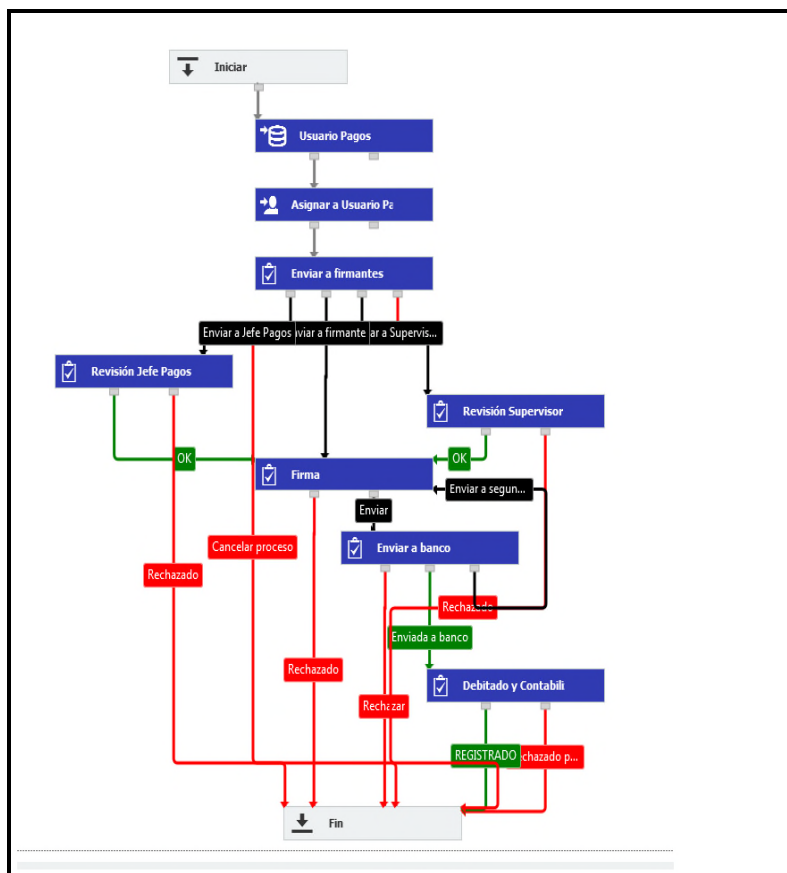 Iniciar
Usuario Pagos
Asignar a Usuario Pa
Enviar a firmantes
Enviar a Jefe Pagos
viar a firmante
ar a Supervis...
Revisión Jefe Pagos
Revisión Supervisor
OK
OK
Firma
Enviar a segun...
Enviar
Cancelar proceso
Enviar a banco
Rechazado
Rechazado
Enviada a banco
Rechazado
Debitado y Contabili
Rechazar
REGISTRADO
chazado p...
Fin